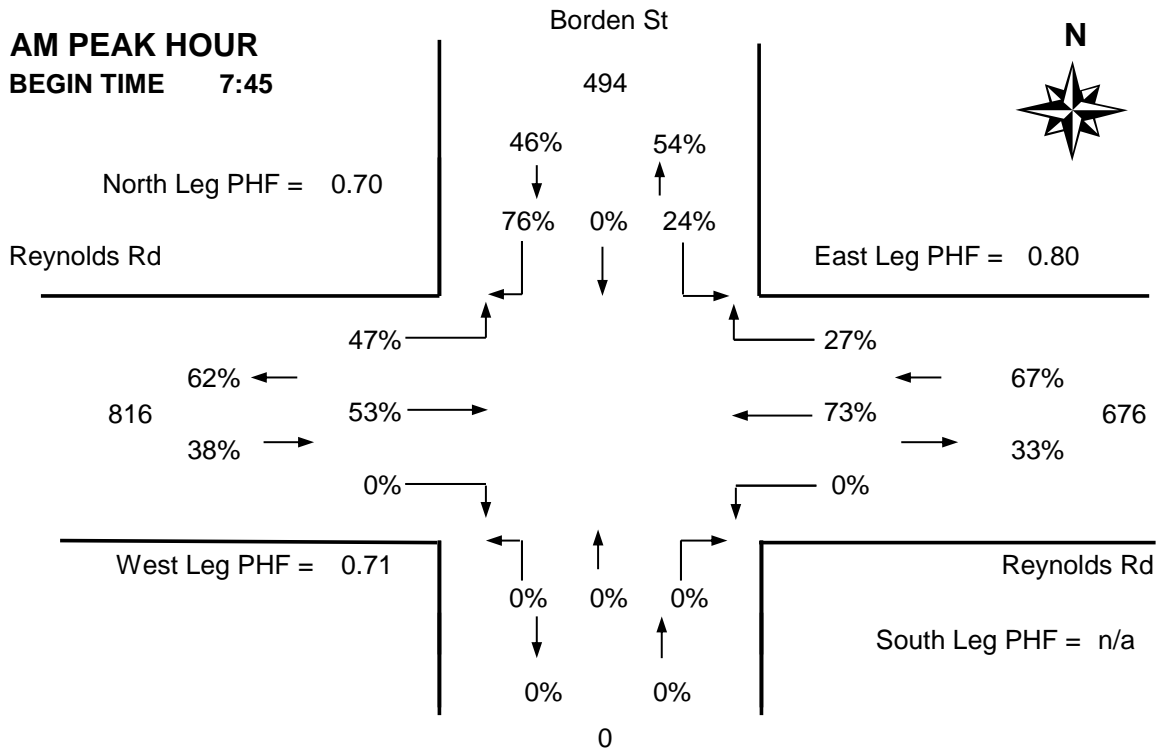 Borden St
AM PEAK HOUR
N
BEGIN TIME 7:45
494
46% 54%
North Leg PHF = 0.70
76% 0% 24%
Reynolds Rd
East Leg PHF = 0.80
47% 27%
62% 67%
816 53% 73% 676
38% 33%
0% 0%
West Leg PHF = 0.71
Reynolds Rd
0% 0% 0%
South Leg PHF = n/a
0% 0%
0